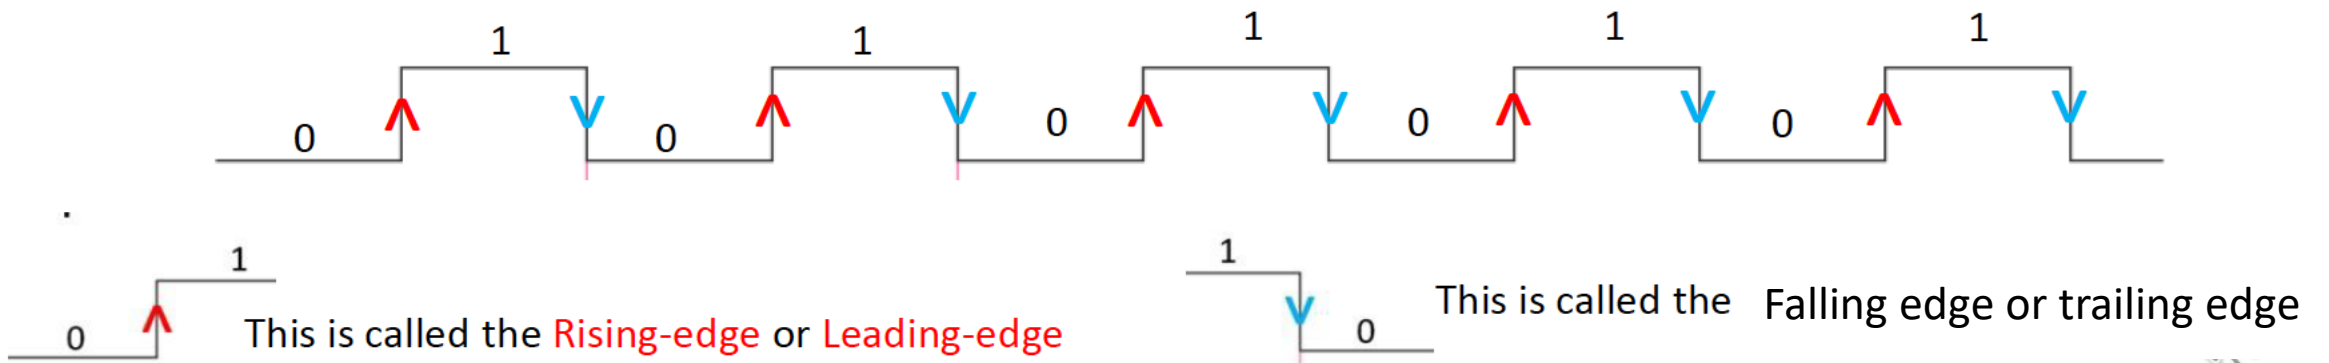 1 1 1 1 1
0 0 0 0 0
.
1
0
This is called the Rising-edge or Leading-edge
1
0
This is called the Falling edge or trailing edge